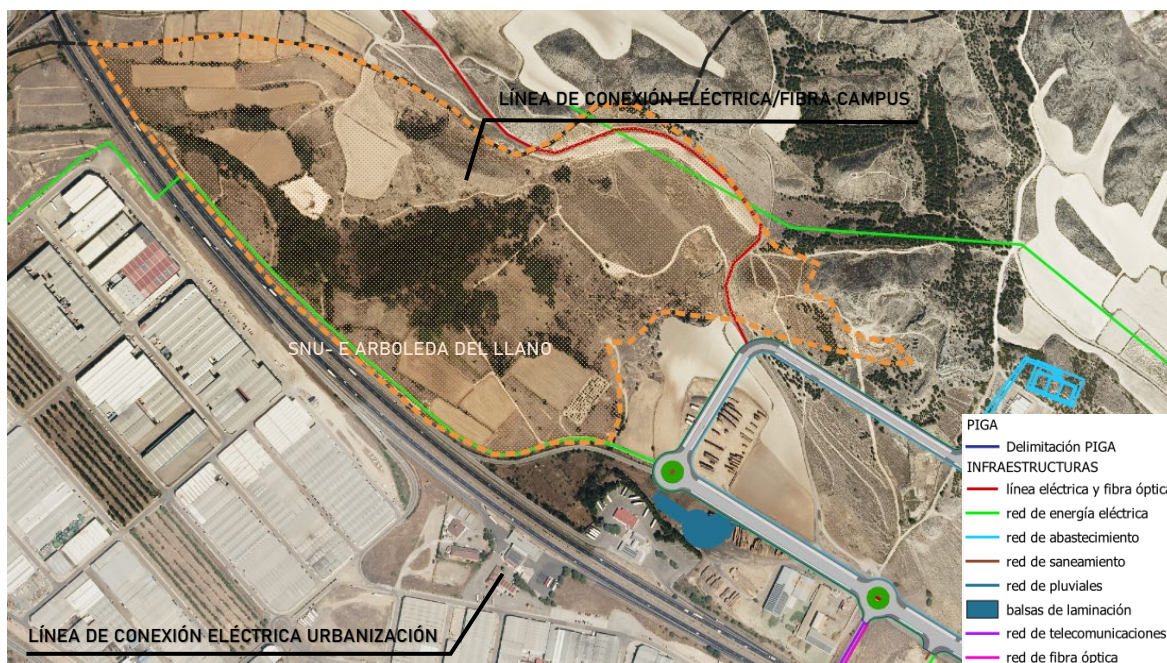 LÍNEA DE CONEXIÓN ELÉCTRICA/FIBRA CAMPUS
SNU- E ARBOLEDA DEL LLANO
LÍNEA DE CONEXIÓN ELÉCTRICA URBANIZACIÓN
PIGA
Delimitación PIGA
INFRAESTRUCTURAS
línea eléctrica y fibra óptica
red de energía eléctrica
red de abastecimiento
red de saneamiento
red de pluviales
balsas de laminación
red de telecomunicaciones
red de fibra óptica